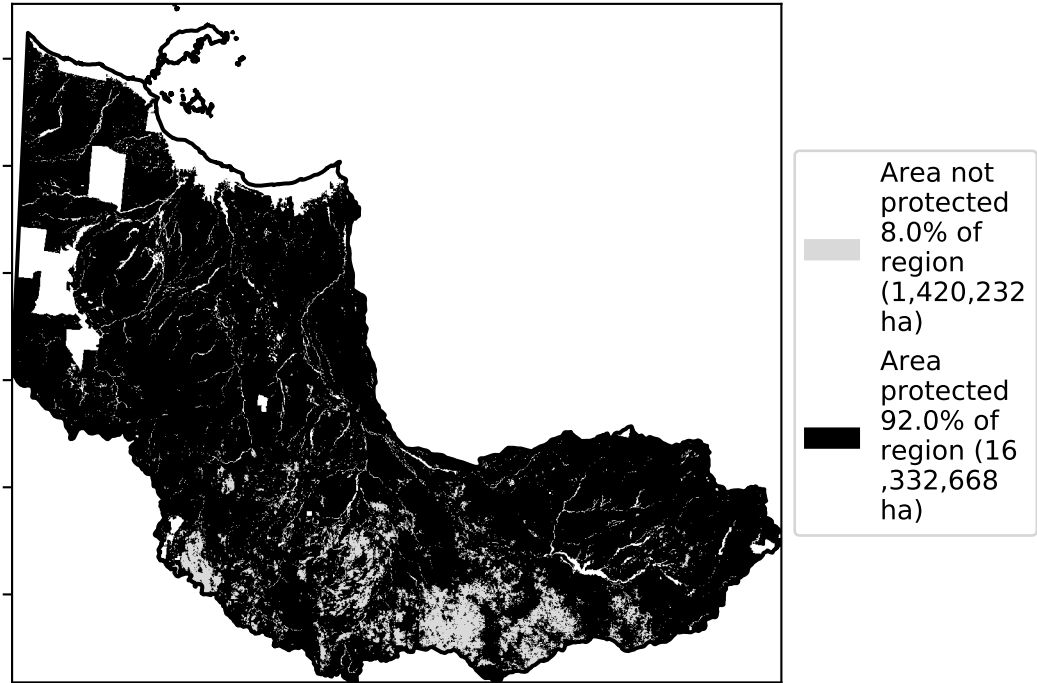 Area not
protected
8.0% of
region
(1,420,232
ha)
Area
protected
92.0% of
region (16
,332,668
ha)